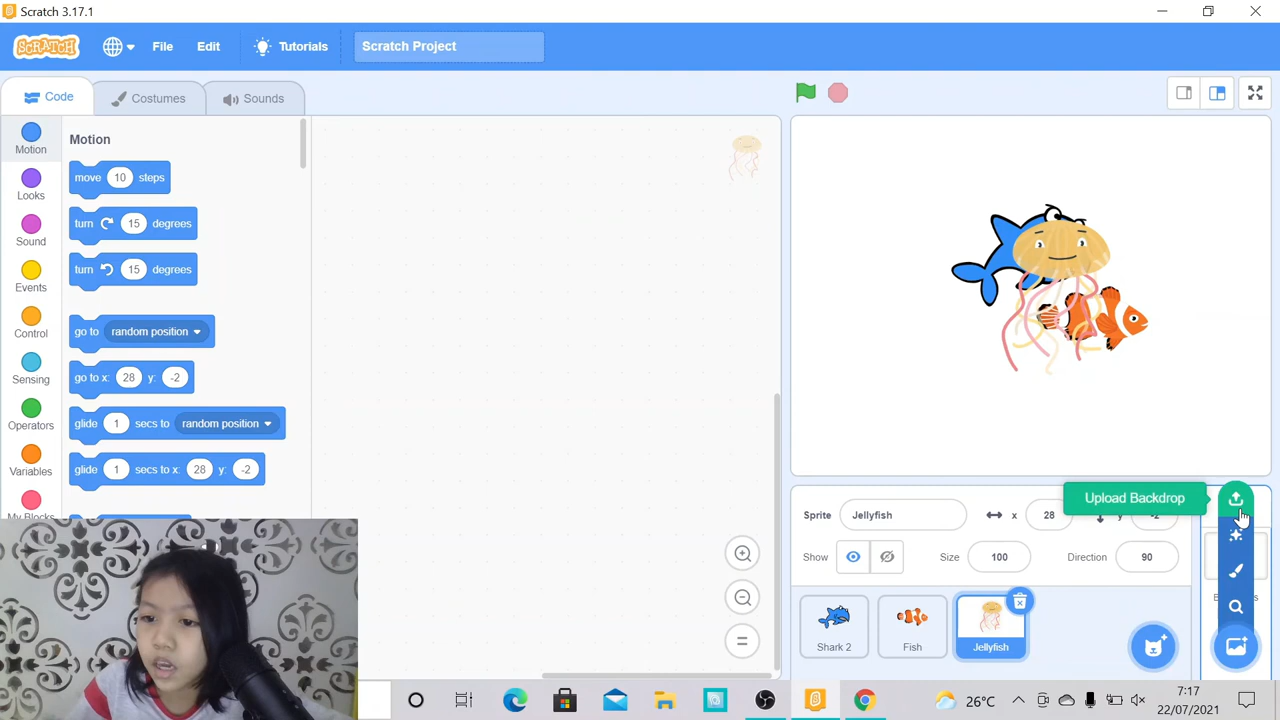 Scratch 3.17.1
SCRATCH
File
Edit
Tutorials
Scratch Project
Code
Costumes
Sounds
Motion
Looks
Sound
Events
Control
Sensing
Operators
Variables
My Blocks
Motion
move 10 steps
turn 15 degrees
turn 15 degrees
go to random position
go to x: 28 y: -2
glide 1 secs to random position
glide 1 secs to x: 28 y: -2
Upload Backdrop
Sprite Jellyfish x 28
Show Size 100 Direction 90
Shark 2
Fish
Jellyfish
26°C
7:17
22/07/2021